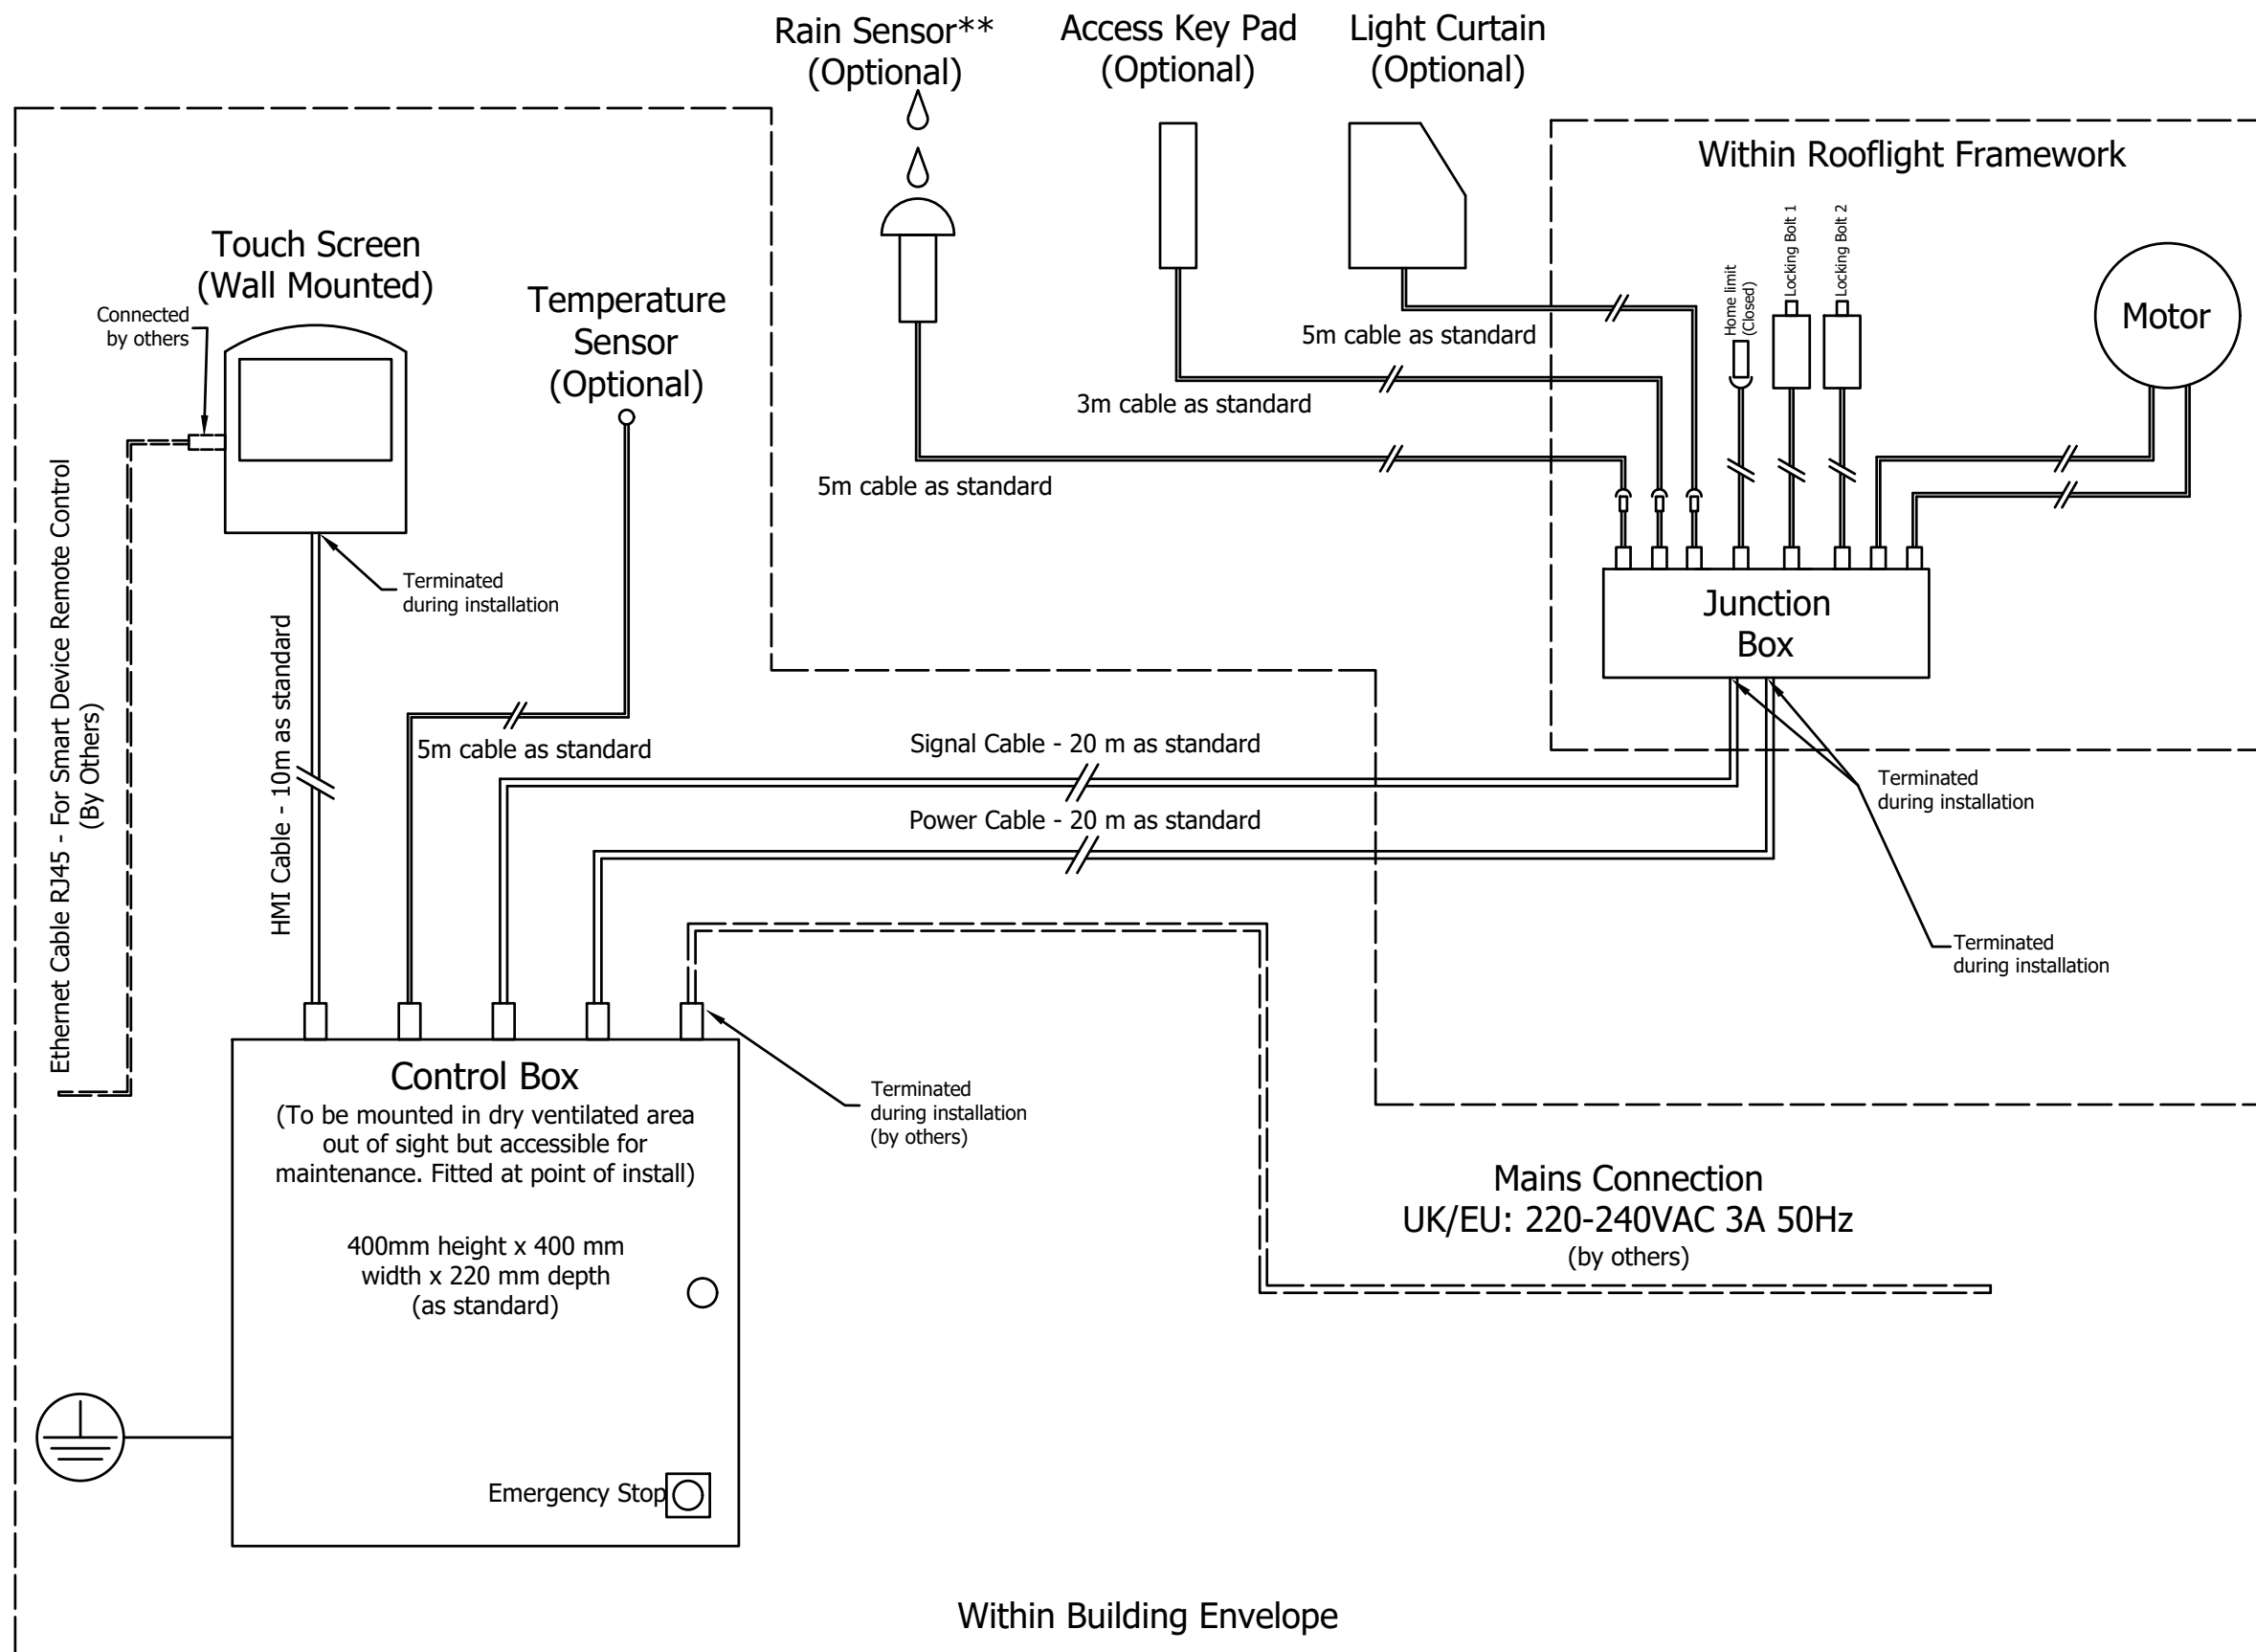 Rain Sensor**
(Optional)
Access Key Pad
(Optional)
Light Curtain
(Optional)
Within Rooflight Framework
Touch Screen
(Wall Mounted)
Connected
by others
Temperature
Sensor
(Optional)
Home limit
(Closed)
Locking Bolt 1
Locking Bolt 2
Motor
5m cable as standard
3m cable as standard
5m cable as standard
Ethernet Cable RJ45 - For Smart Device Remote Control
(By Others)
HMI Cable - 10m as standard
Terminated
during installation
Junction
Box
5m cable as standard
Signal Cable - 20 m as standard
Power Cable - 20 m as standard
Terminated
during installation
Terminated
during installation
Control Box
(To be mounted in dry ventilated area
out of sight but accessible for
maintenance. Fitted at point of install)
400mm height x 400 mm
width x 220 mm depth
(as standard)
Terminated
during installation
(by others)
Mains Connection
UK/EU: 220-240VAC 3A 50Hz
(by others)
Emergency Stop
Within Building Envelope